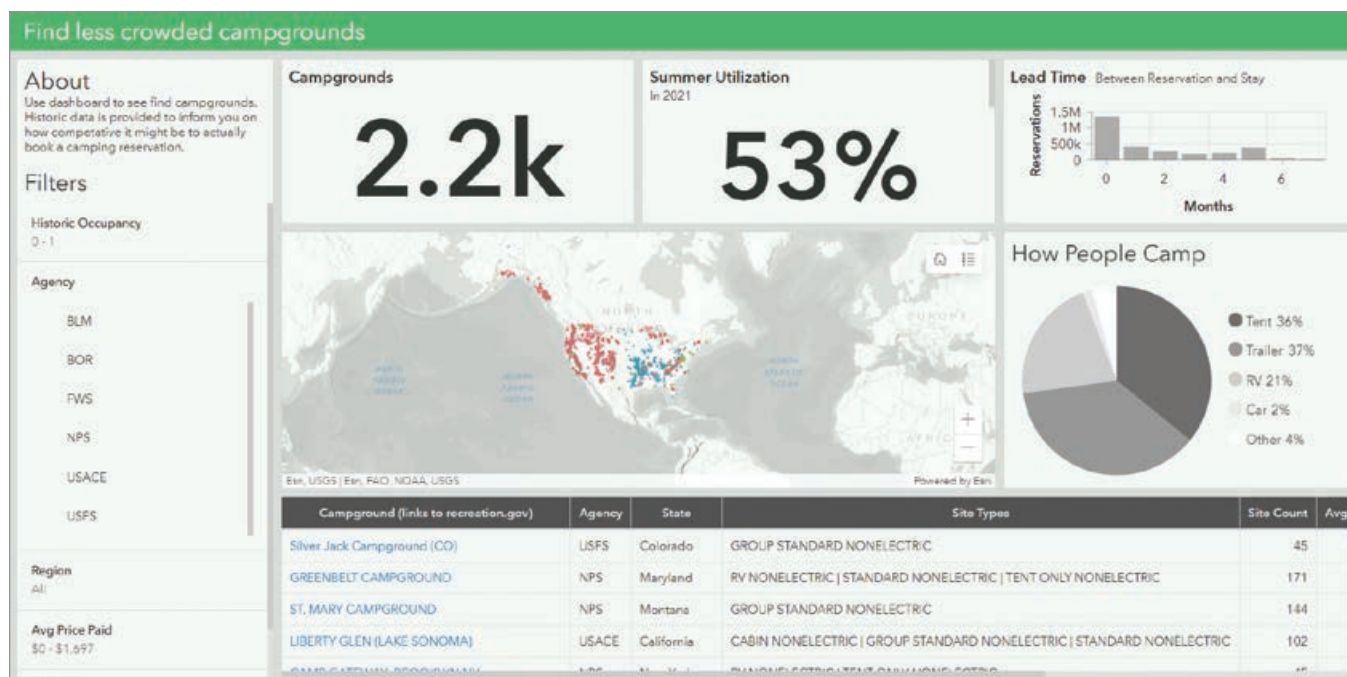 Find less crowded campgrounds
About
Use dashboard to see find campgrounds.
Historic data is provided to inform you on
how competative it might be to actually
book a camping reservation.
Filters
Historic Occupancy
0 - 1
Agency
BLM
BOR
FWS
NPS
USACE
USFS
Region
All
Avg Price Paid
$0 - $1,697
Campgrounds
2.2k
Summer Utilization
In 2021
53%
Lead Time Between Reservation and Stay
Reservations
1.5M
1M
500k
0
0 2 4 6
Months
NORTH
EUROPE
AFRIC
Esri, USGS | Esri, FAO, NOAA, USGS
Powered by Esri
How People Camp
Tent 36%
Trailer 37%
RV 21%
Car 2%
Other 4%
Campground (links to recreation.gov) Agency State Site Types Site Count Avg
Silver Jack Campground (CO) USFS Colorado GROUP STANDARD NONELECTRIC 45
GREENBELT CAMPGROUND NPS Maryland RV NONELECTRIC | STANDARD NONELECTRIC | TENT ONLY NONELECTRIC 171
ST. MARY CAMPGROUND NPS Montana GROUP STANDARD NONELECTRIC 144
LIBERTY GLEN (LAKE SONOMA) USACE California CABIN NONELECTRIC | GROUP STANDARD NONELECTRIC | STANDARD NONELECTRIC 102